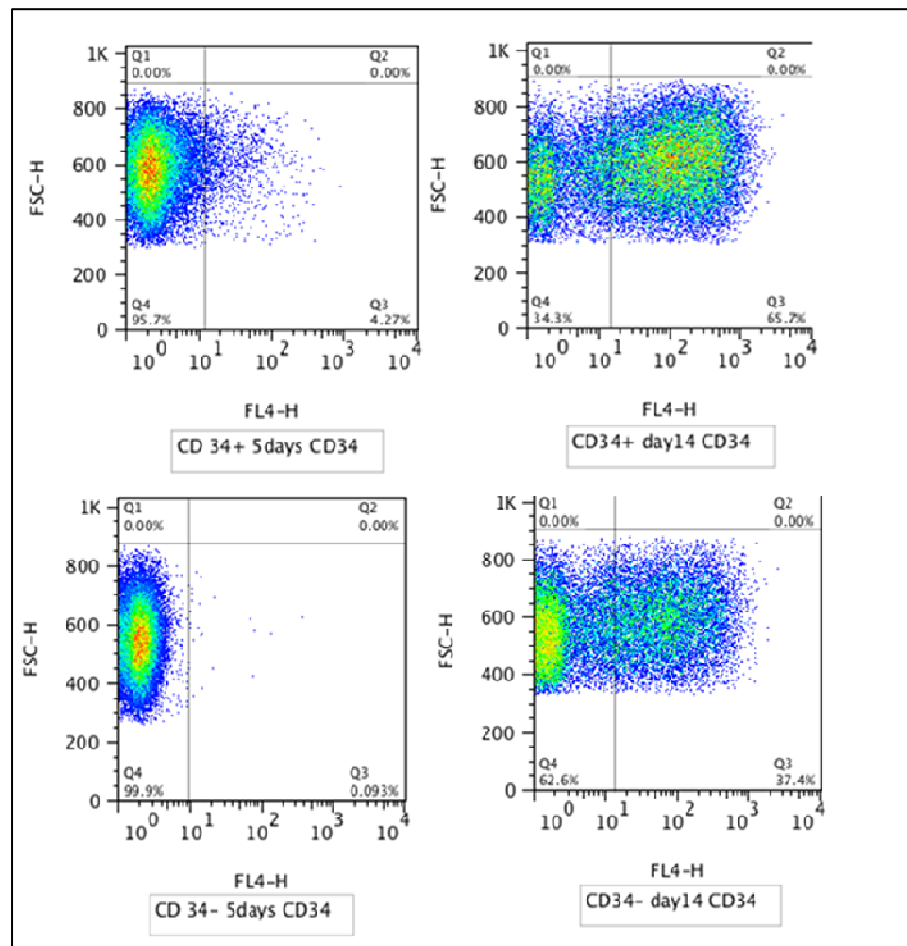 1K
Q1
0.00%
Q2
0.00%
800
600
FSC-H
400
200
Q4
95.7%
Q3
4.27%
0
10^0 10^1 10^2 10^3 10^4
FL4-H
CD 34+ 5days CD34
1K
Q1
0.00%
Q2
0.00%
800
600
FSC-H
400
200
Q4
34.3%
Q3
65.7%
0
10^0 10^1 10^2 10^3 10^4
FL4-H
CD34+ day14 CD34
1K
Q1
0.00%
Q2
0.00%
800
600
FSC-H
400
200
Q4
99.9%
Q3
0.093%
0
10^0 10^1 10^2 10^3 10^4
FL4-H
CD 34- 5days CD34
1K
Q1
0.00%
Q2
0.00%
800
600
FSC-H
400
200
Q4
62.6%
Q3
37.4%
0
10^0 10^1 10^2 10^3 10^4
FL4-H
CD34- day14 CD34